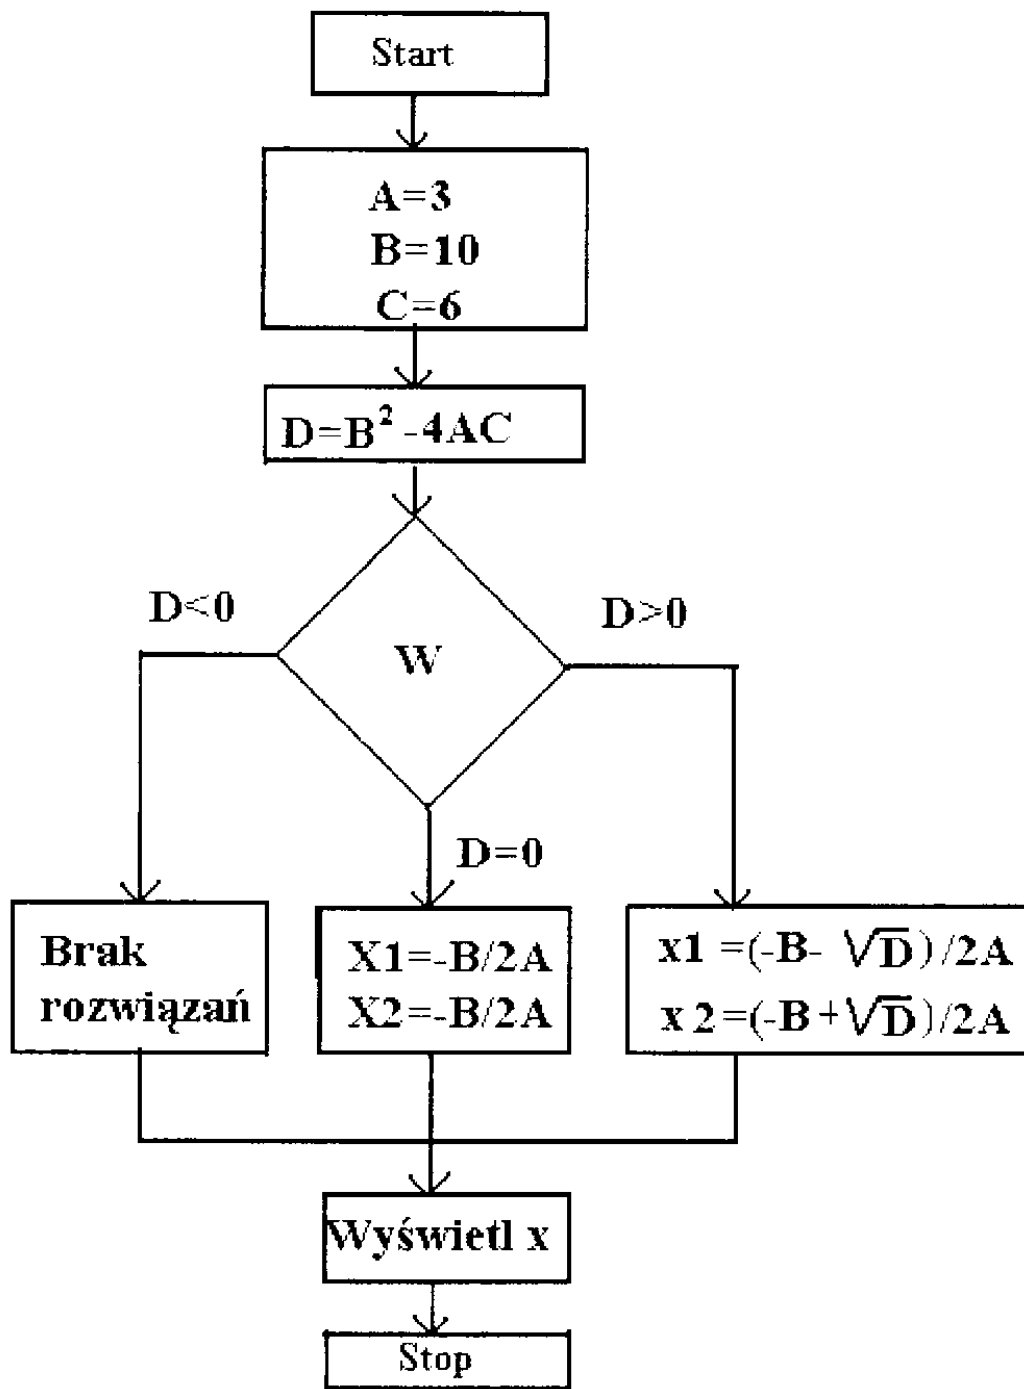 Start
A=3
B=10
C=6
D=B² -4AC
D<0
D>0
W
D=0
Brak
rozwiązań
X1=-B/2A
X2=-B/2A
x1 =(-B- √D)/2A
x 2 =(-B+√D)/2A
Wyświetl x
Stop